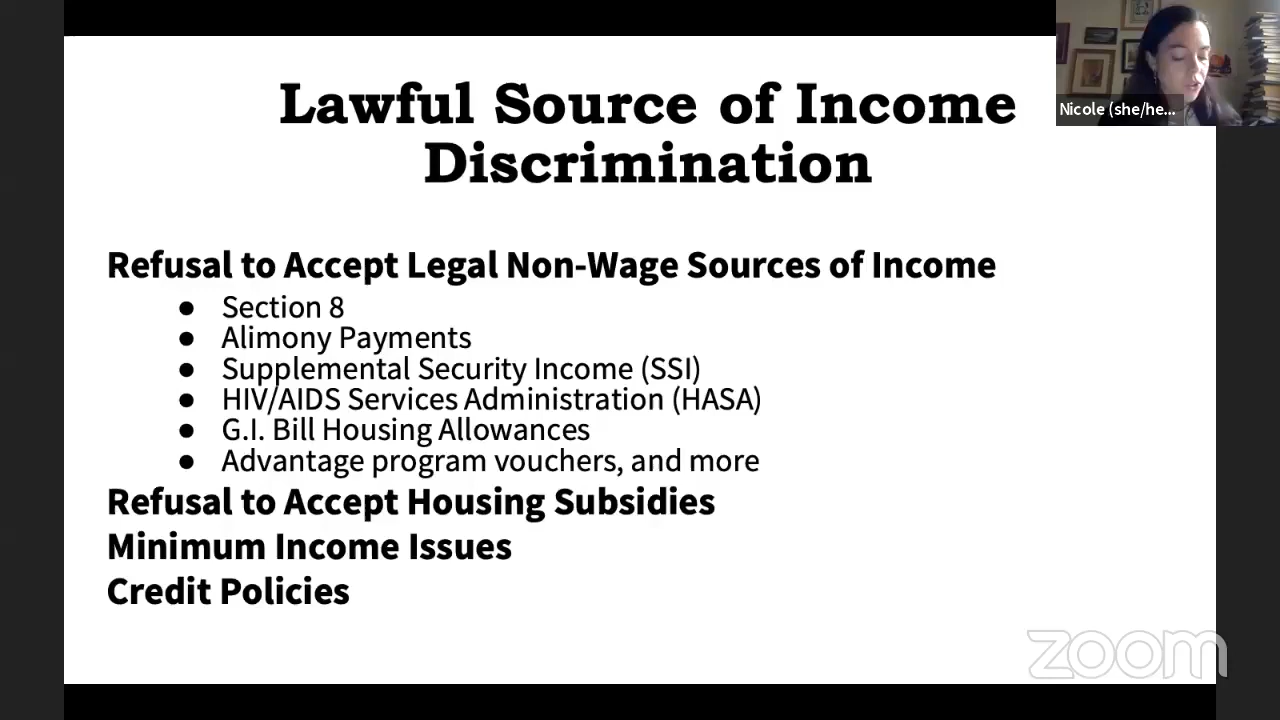 Lawful Source of Income
Discrimination
Nicole (she/he...
Refusal to Accept Legal Non-Wage Sources of Income
● Section 8
● Alimony Payments
● Supplemental Security Income (SSI)
● HIV/AIDS Services Administration (HASA)
● G.I. Bill Housing Allowances
● Advantage program vouchers, and more
Refusal to Accept Housing Subsidies
Minimum Income Issues
Credit Policies
zoom